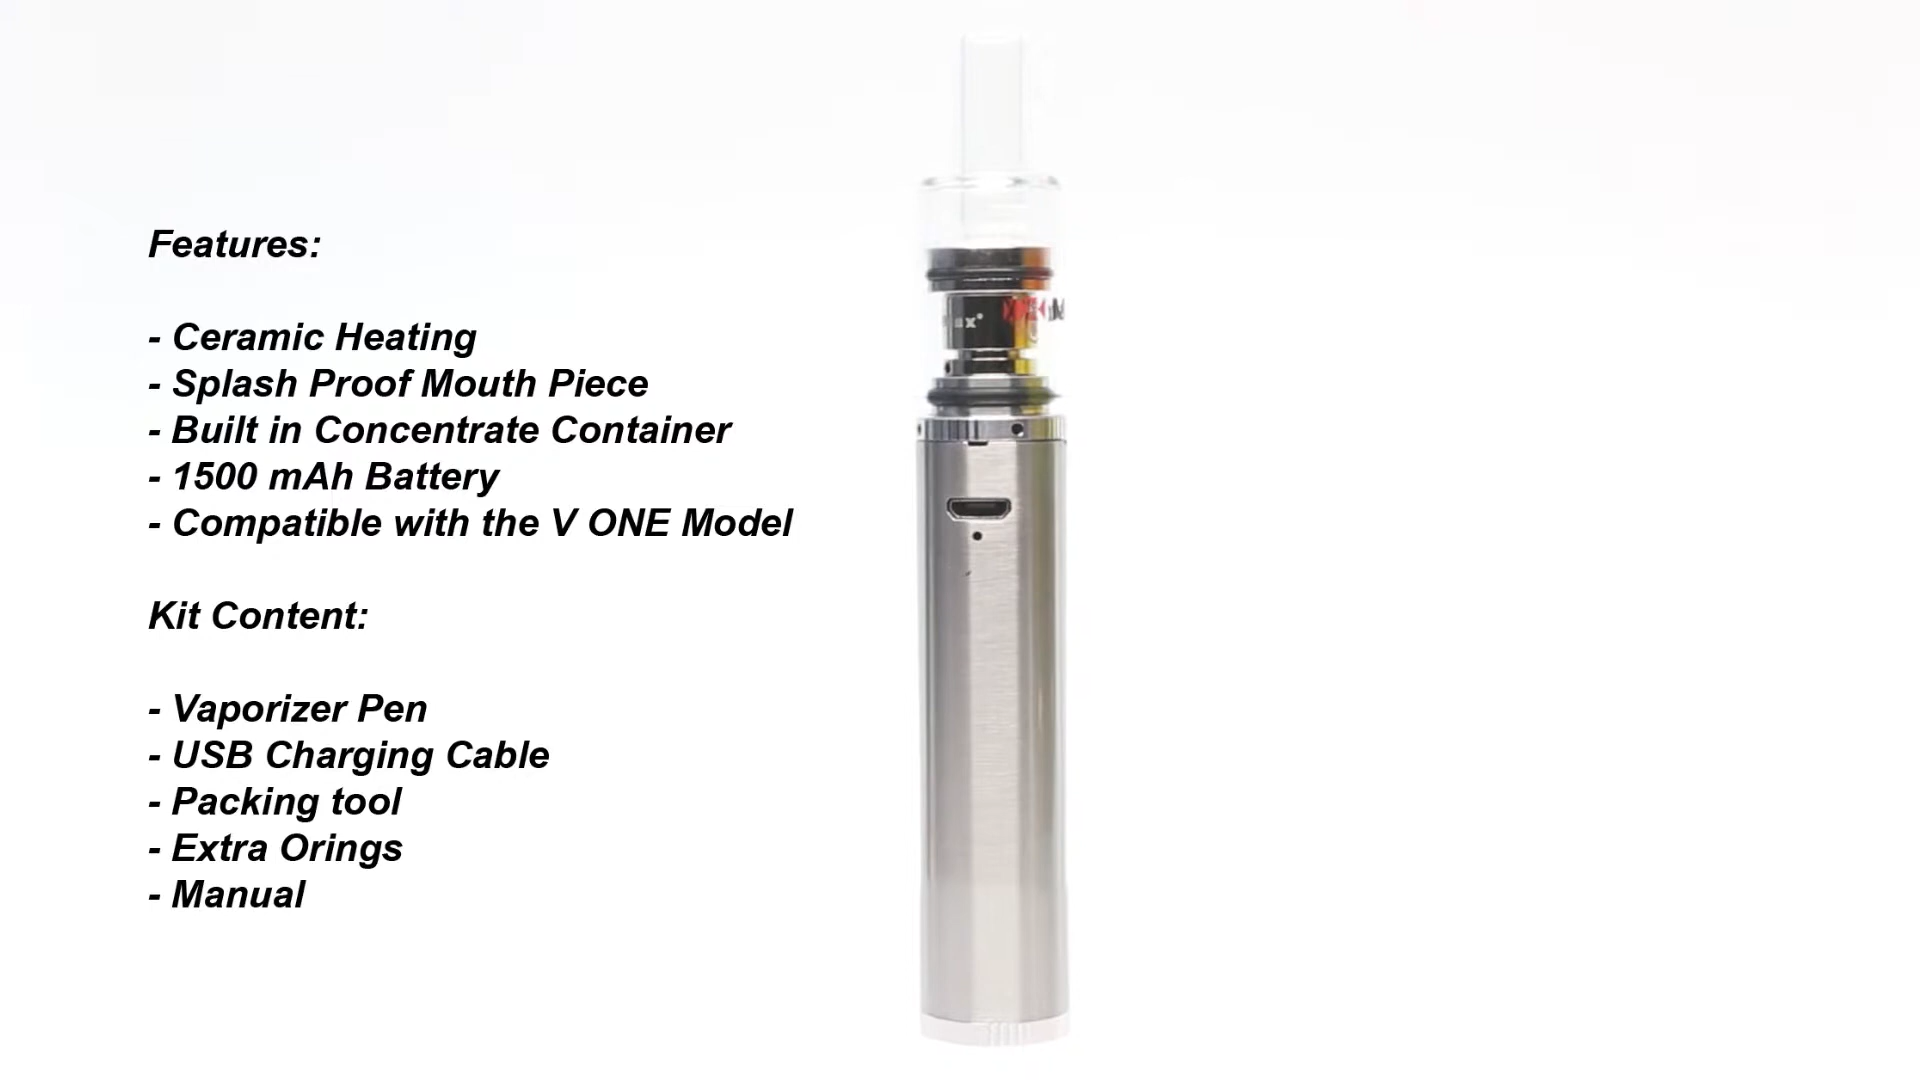 Features:
- Ceramic Heating
- Splash Proof Mouth Piece
- Built in Concentrate Container
- 1500 mAh Battery
- Compatible with the V ONE Model
Kit Content:
- Vaporizer Pen
- USB Charging Cable
- Packing tool
- Extra Orings
- Manual